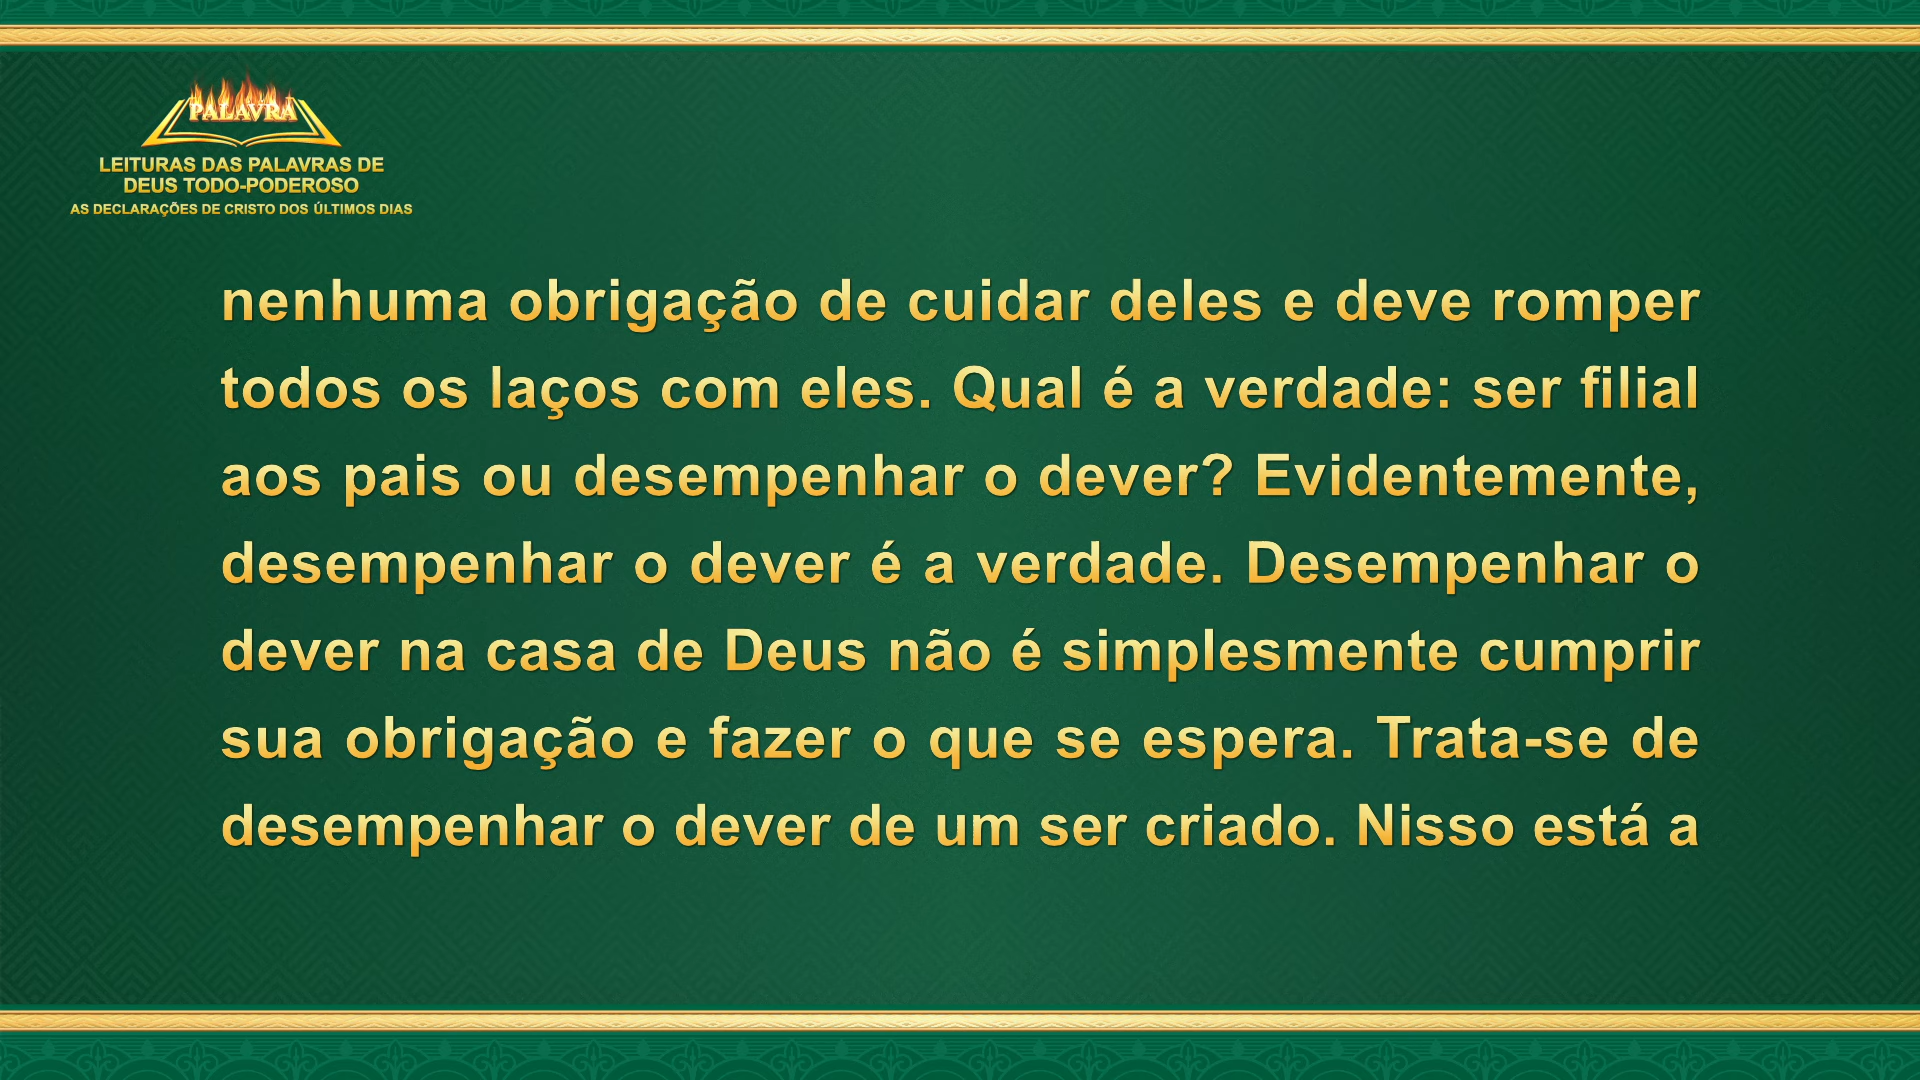 PALAVRA
LEITURAS DAS PALAVRAS DE
DEUS TODO-PODEROSO
AS DECLARAÇÕES DE CRISTO DOS ÚLTIMOS DIAS
nenhuma obrigação de cuidar deles e deve romper
todos os laços com eles. Qual é a verdade: ser filial
aos pais ou desempenhar o dever? Evidentemente,
desempenhar o dever é a verdade. Desempenhar o
dever na casa de Deus não é simplesmente cumprir
sua obrigação e fazer o que se espera. Trata-se de
desempenhar o dever de um ser criado. Nisso está a